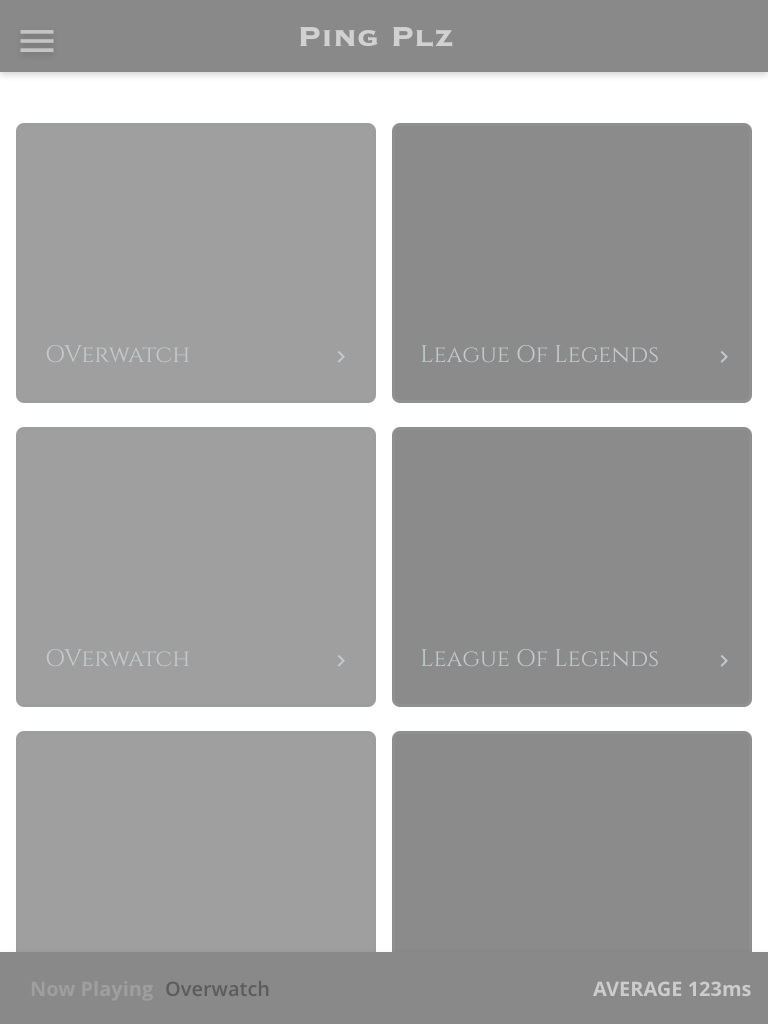 Ping Plz
OVerwatch
League Of Legends
OVerwatch
League Of Legends
Now Playing Overwatch
AVERAGE 123ms